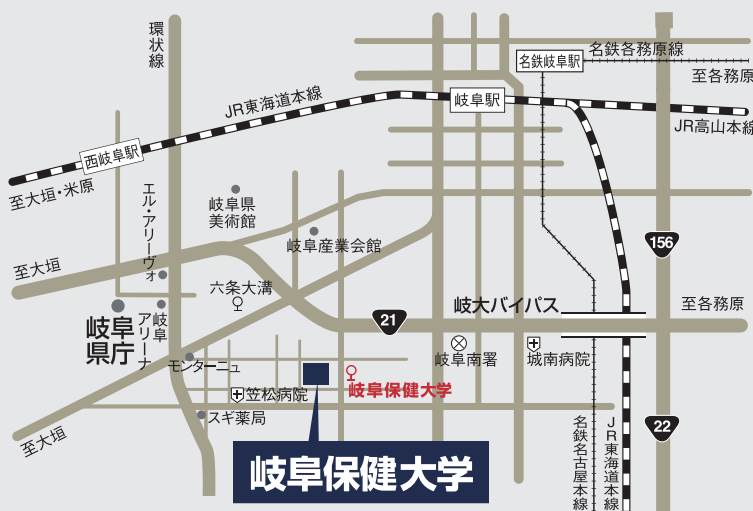 環状線
名鉄岐阜駅
名鉄各務原線
至各務原
JR東海道本線
岐阜駅
JR高山本線
西岐阜駅
至大垣・米原
エル・アリーヴォ
岐阜県
美術館
岐阜産業会館
156
至大垣
六条大溝
岐大バイパス
至各務原
21
岐阜
県庁
岐阜
アリーナ
モンターニュ
岐阜南署
城南病院
笠松病院
岐阜保健大学
スギ薬局
22
至大垣
岐阜保健大学
名鉄名古屋本線
JR東海道本線